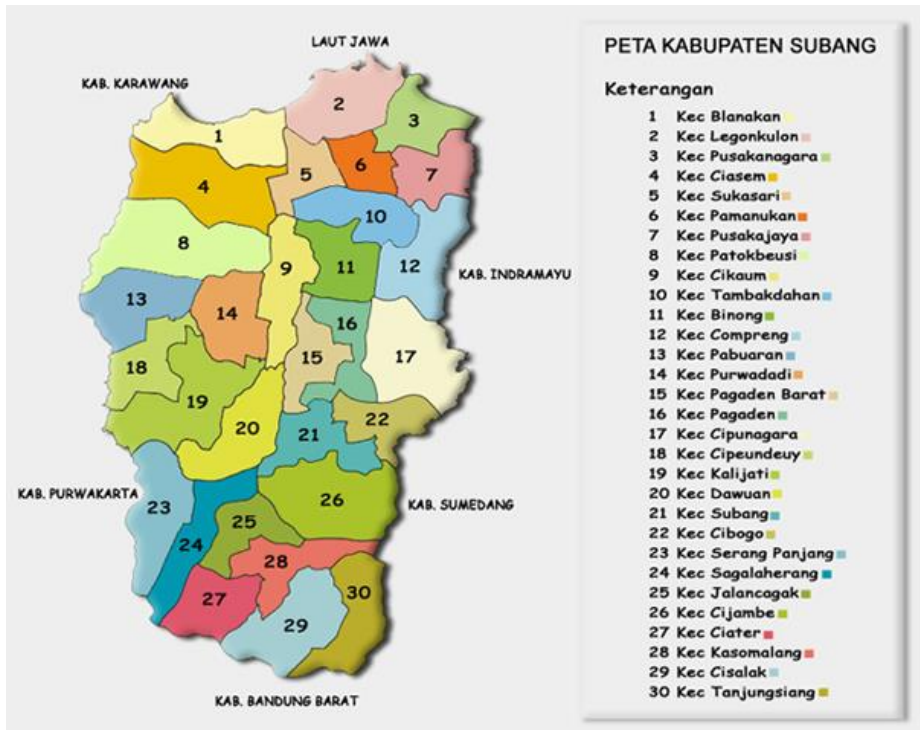 LAUT JAWA
KAB. KARAWANG
2
3
1
6
5
7
4
10
8
9
11
12
KAB. INDRAMAYU
13
14
16
15
17
18
19
20
22
21
KAB. PURWAKARTA
23
26
KAB. SUMEDANG
25
24
28
30
27
29
KAB. BANDUNG BARAT
PETA KABUPATEN SUBANG
Keterangan
1 Kec Blanakan
2 Kec Legonkulon
3 Kec Pusakanagara
4 Kec Ciasem
5 Kec Sukasari
6 Kec Pamanukan
7 Kec Pusakajaya
8 Kec Patokbeusi
9 Kec Cikaum
10 Kec Tambakdahan
11 Kec Binong
12 Kec Compreng
13 Kec Pabuaran
14 Kec Purwadadi
15 Kec Pagaden Barat
16 Kec Pagaden
17 Kec Cipunagara
18 Kec Cipeundeuy
19 Kec Kalijati
20 Kec Dawuan
21 Kec Subang
22 Kec Cibogo
23 Kec Serang Panjang
24 Kec Sagalaherang
25 Kec Jalancagak
26 Kec Cijambe
27 Kec Ciater
28 Kec Kasomalang
29 Kec Cisalak
30 Kec Tanjungsiang